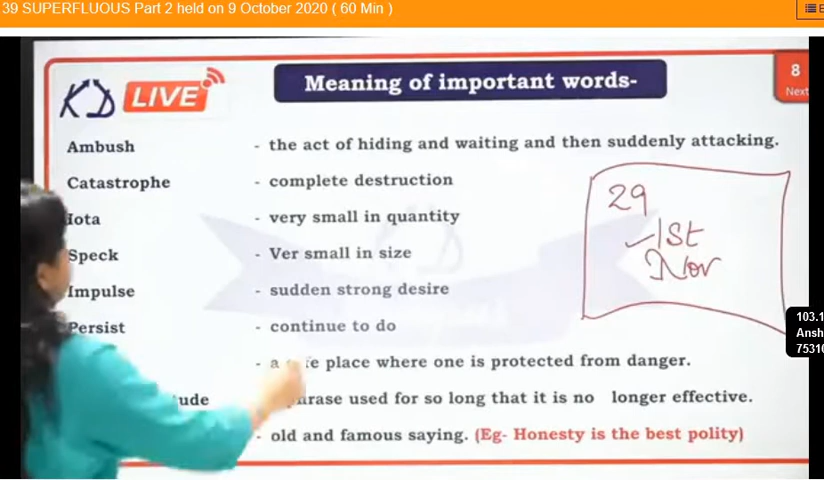 39 SUPERFLUOUS Part 2 held on 9 October 2020 ( 60 Min )
KD LIVE
Meaning of important words-
8
Next
Ambush - the act of hiding and waiting and then suddenly attacking.
Catastrophe - complete destruction
Iota - very small in quantity
Speck - Ver small in size
Impulse - sudden strong desire
Persist - continue to do
- a place where one is protected from danger.
ude used for so long that it is no longer effective.
- old and famous saying. (Eg- Honesty is the best polity)
29
1st
Nov
103.1
Ansh
7531